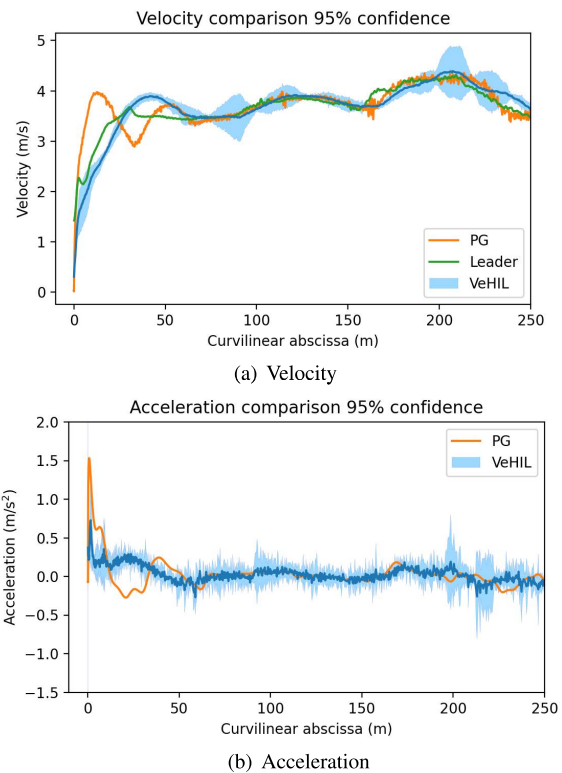 Velocity comparison 95% confidence
5
4
3
2
1
0
Velocity (m/s)
PG
Leader
VeHIL
0 50 100 150 200 250
Curvilinear abscissa (m)
(a) Velocity
Acceleration comparison 95% confidence
2.0
1.5
1.0
0.5
0.0
−0.5
−1.0
−1.5
Acceleration (m/s²)
PG
VeHIL
0 50 100 150 200 250
Curvilinear abscissa (m)
(b) Acceleration